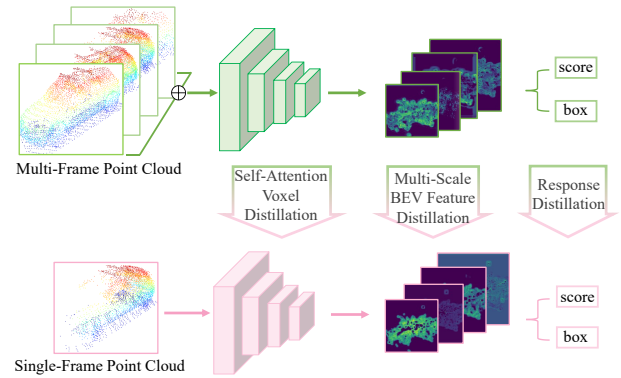 score
box
Multi-Frame Point Cloud
Self-Attention
Voxel
Distillation
Multi-Scale
BEV Feature
Distillation
Response
Distillation
score
box
Single-Frame Point Cloud